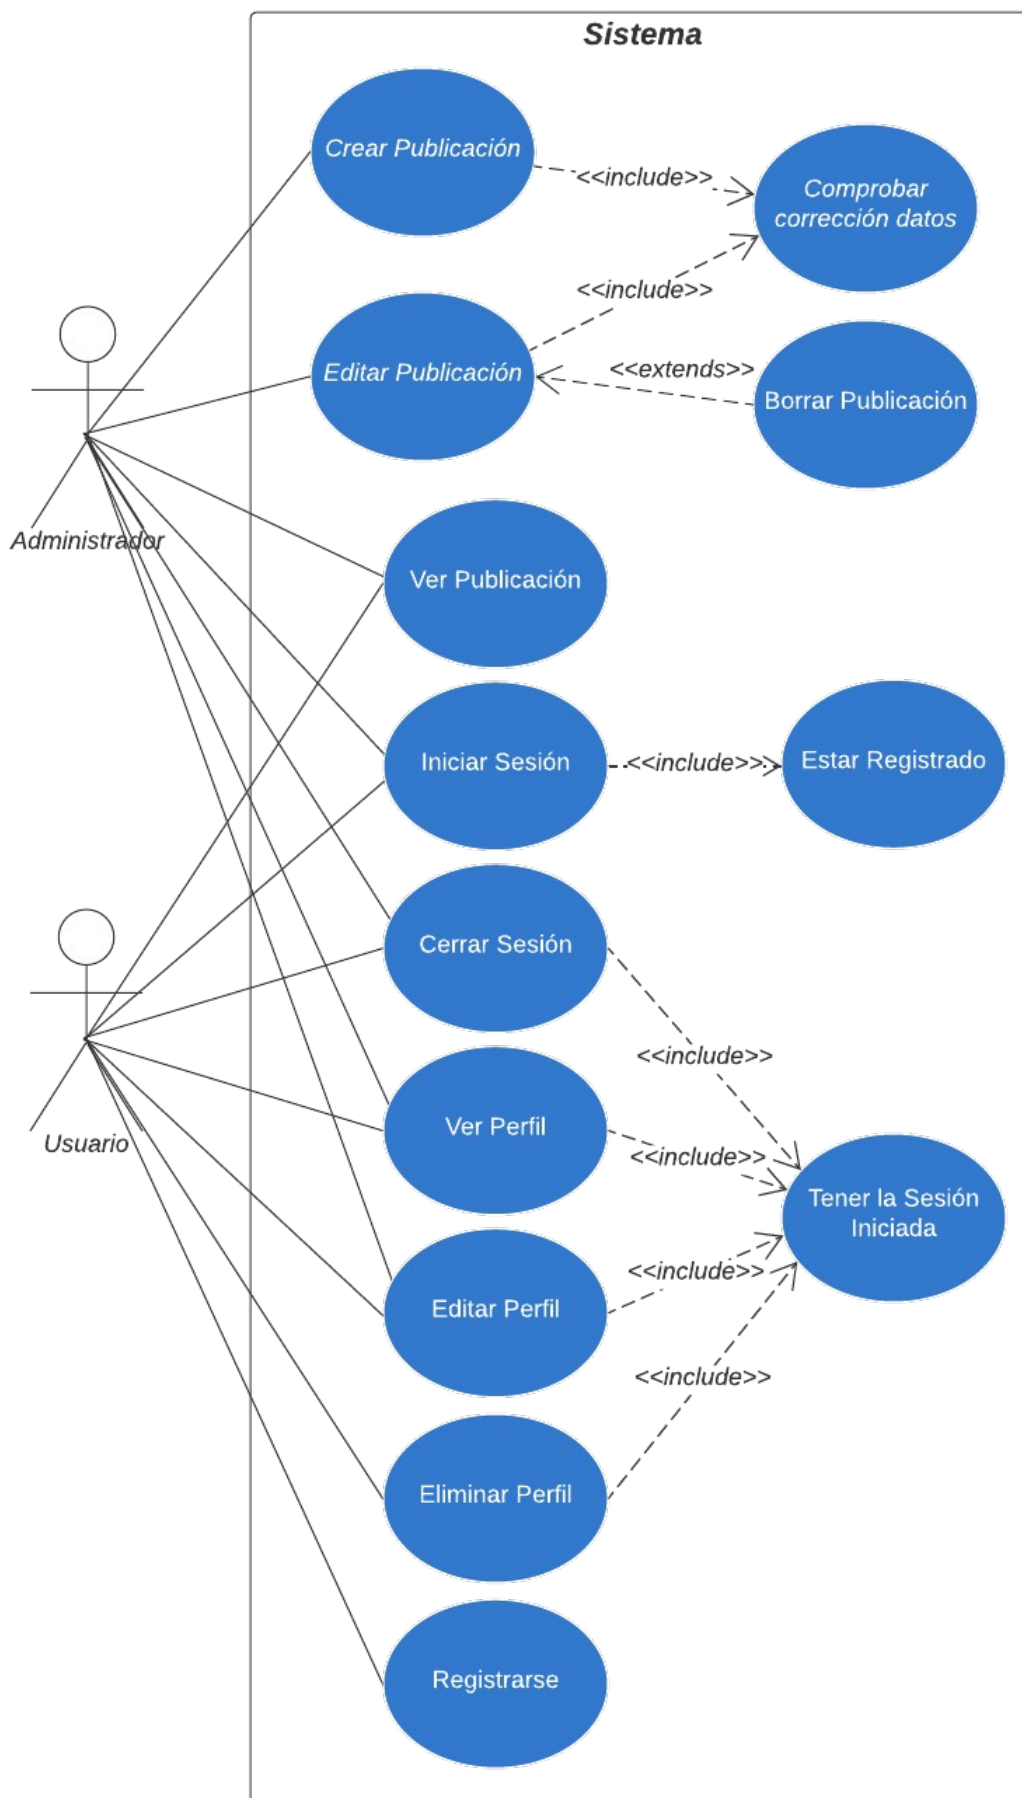 Sistema
Crear Publicación
<<include>>
Comprobar
corrección datos
<<include>>
Editar Publicación
<<extends>>
Borrar Publicación
Administrador
Ver Publicación
Iniciar Sesión
<<include>>
Estar Registrado
Cerrar Sesión
<<include>>
Usuario
Ver Perfil
<<include>>
Tener la Sesión
Iniciada
<<include>>
Editar Perfil
<<include>>
Eliminar Perfil
Registrarse